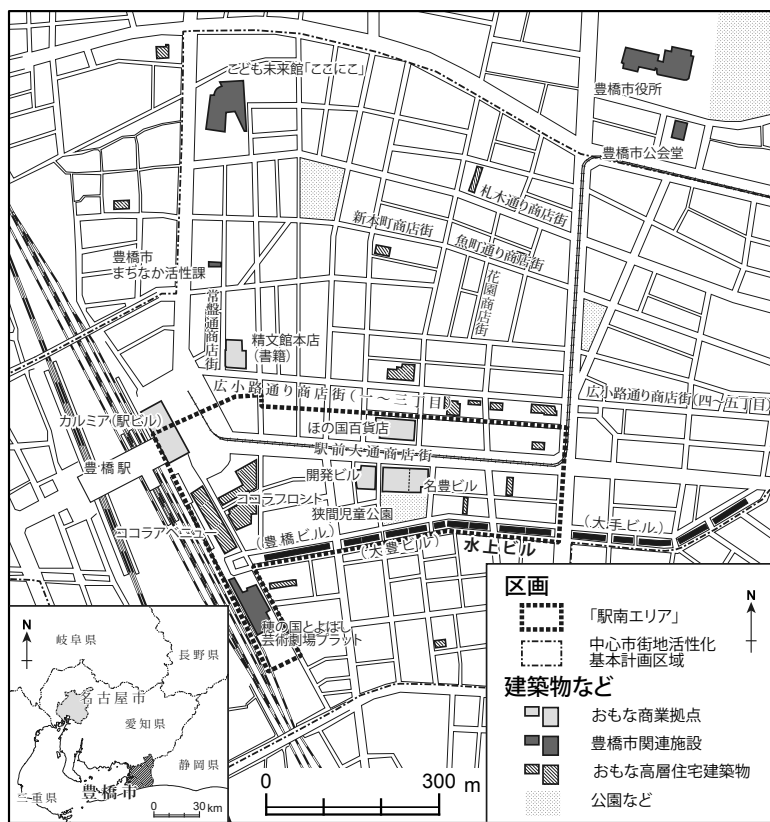 こども未来館「ここにこ」
豊橋市役所
豊橋市公会堂
札木通り商店街
新本町商店街
魚町通り商店街
花園商店街
豊橋市
まちなか活性課
常盤通商店街
精文館本店
(書籍)
広小路通り商店街(一〜三丁目)
広小路通り商店街(四〜五丁目)
カルミア(駅ビル)
ほの国百貨店
駅前大通商店街
豊橋駅
開発ビル
名豊ビル
ココラフロント
狭間児童公園
ココラアベニュー
(豊橋ビル)
(大豊ビル)
水上ビル
(大手ビル)
穂の国とよはし
芸術劇場プラット
区画
「駅南エリア」
中心市街地活性化
基本計画区域
N
建築物など
おもな商業拠点
豊橋市関連施設
おもな高層住宅建築物
公園など
0 300 m
N
岐阜県
長野県
名古屋市
愛知県
静岡県
三重県
豊橋市
0 30 km